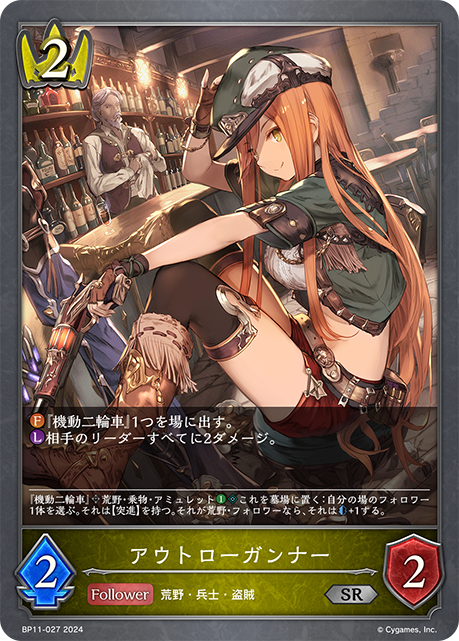 2
F 『機動二輪車』1つを場に出す。
L 相手のリーダーすべてに2ダメージ。
『機動二輪車』荒野・乗物・アミュレット 1 これを墓場に置く：自分の場のフォロワー
1体を選ぶ。それは【突進】を持つ。それが荒野・フォロワーなら、それは+1する。
アウトローガンナー
2
Follower 荒野・兵士・盗賊 SR
2
BP11-027 2024 © Cygames, Inc.